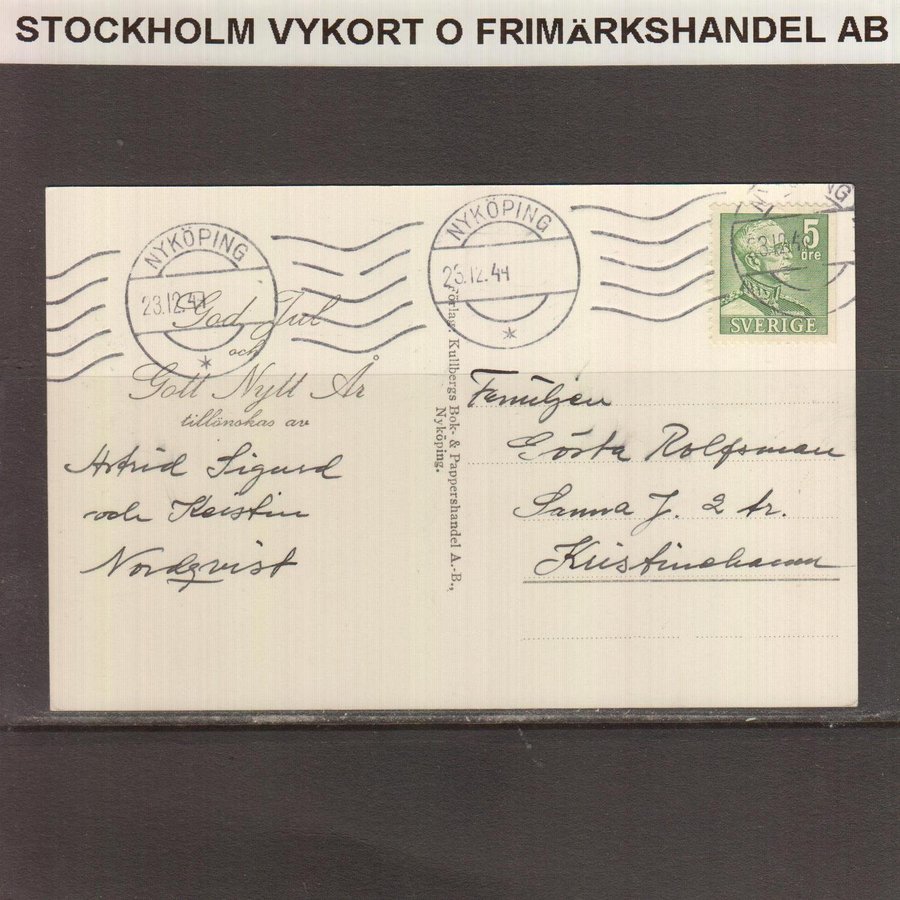 STOCKHOLM VYKORT O FRIMäRKSHANDEL AB
NYKÖPING
23.12.44
NYKÖPING
23.12.44
5
öre
SVERIGE
God Jul
och
Gott Nytt År
tillönskas av
Astrid Sigurd
och Kerstin
Nordqvist
Förlag: Kullbergs Bok- & Pappershandel A.-B.,
Nyköping.
Familjen
Gösta Rolfsman
Sanna J. 2 tr.
Kristinehamn